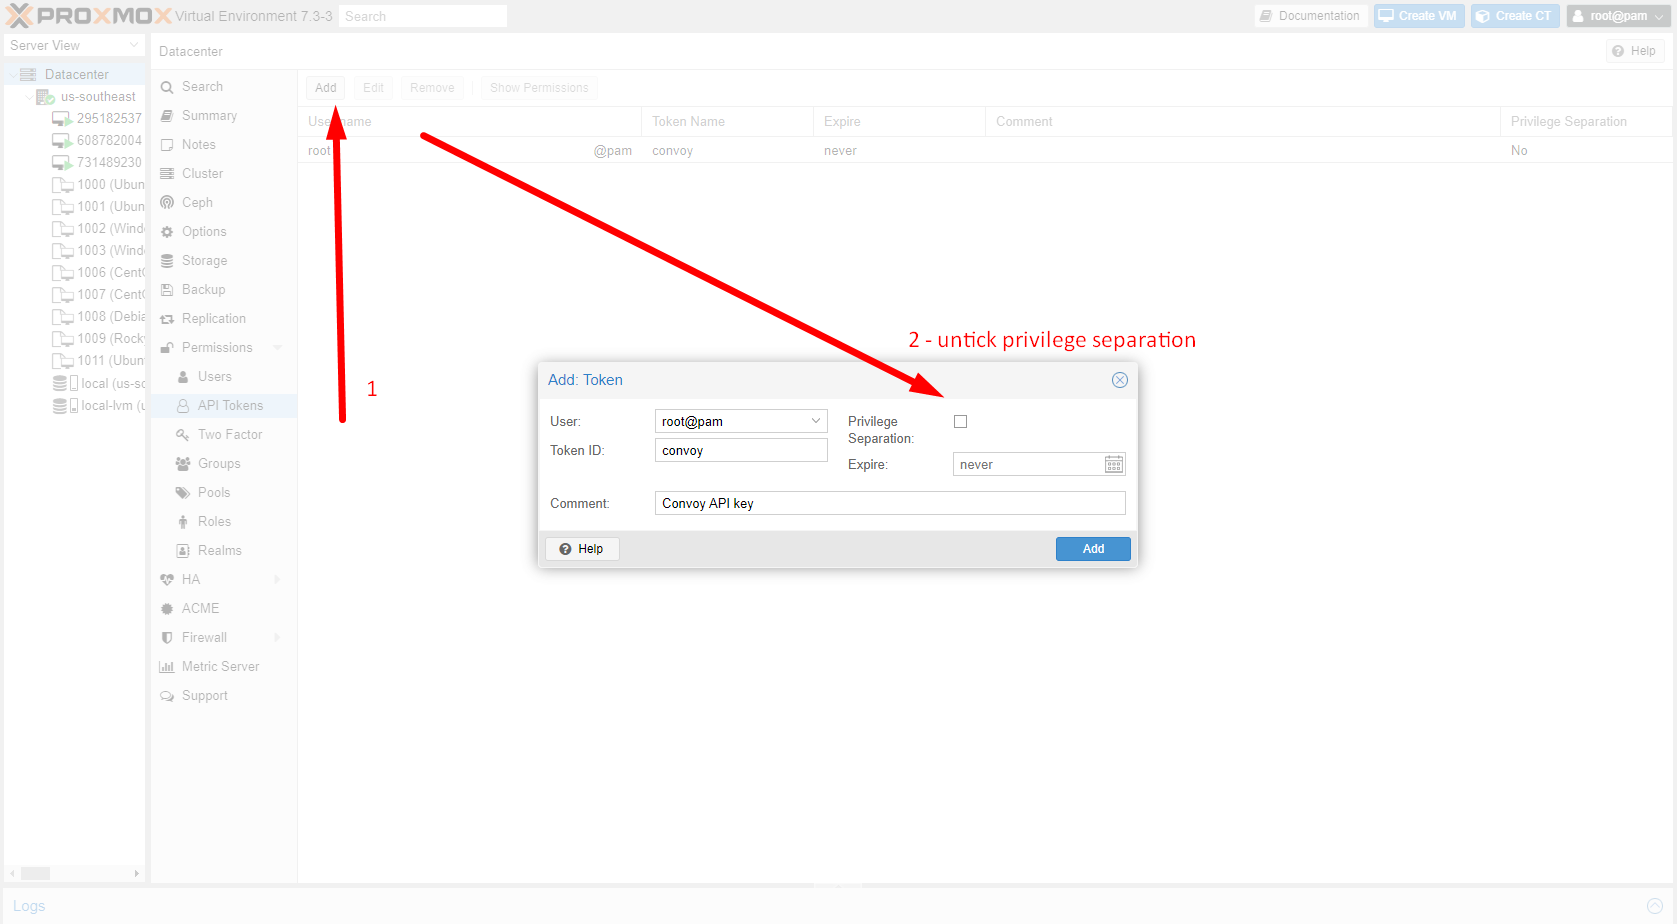 PROXMOX Virtual Environment 7.3-3 Search Documentation Create VM Create CT root@pam
Server View
Datacenter Help
Datacenter
us-southeast
295182537
608782004
731489230
1000 (Ubun
1001 (Ubun
1002 (Wind
1003 (Wind
1006 (Cent
1007 (Cent
1008 (Debia
1009 (Rock
1011 (Ubun
local (us-so
local-lvm (u
Search
Summary
Notes
Cluster
Ceph
Options
Storage
Backup
Replication
Permissions
Users
API Tokens
Two Factor
Groups
Pools
Roles
Realms
HA
ACME
Firewall
Metric Server
Support
Add Edit Remove Show Permissions
User name Token Name Expire Comment Privilege Separation
root @pam convoy never No
1
2 - untick privilege separation
Add: Token
User: root@pam
Token ID: convoy
Privilege
Separation:
Expire: never
Comment: Convoy API key
Help Add
Logs